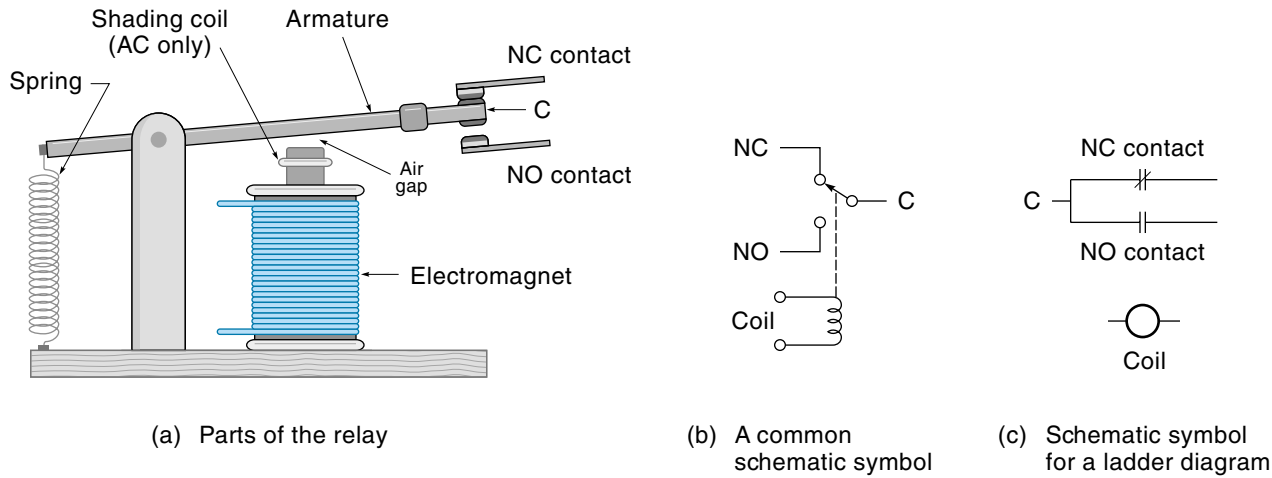 Shading coil
(AC only)
Armature
NC contact
Spring
C
Air
gap
NO contact
Electromagnet
(a) Parts of the relay
NC
C
NO
Coil
(b) A common
schematic symbol
NC contact
C
NO contact
Coil
(c) Schematic symbol
for a ladder diagram